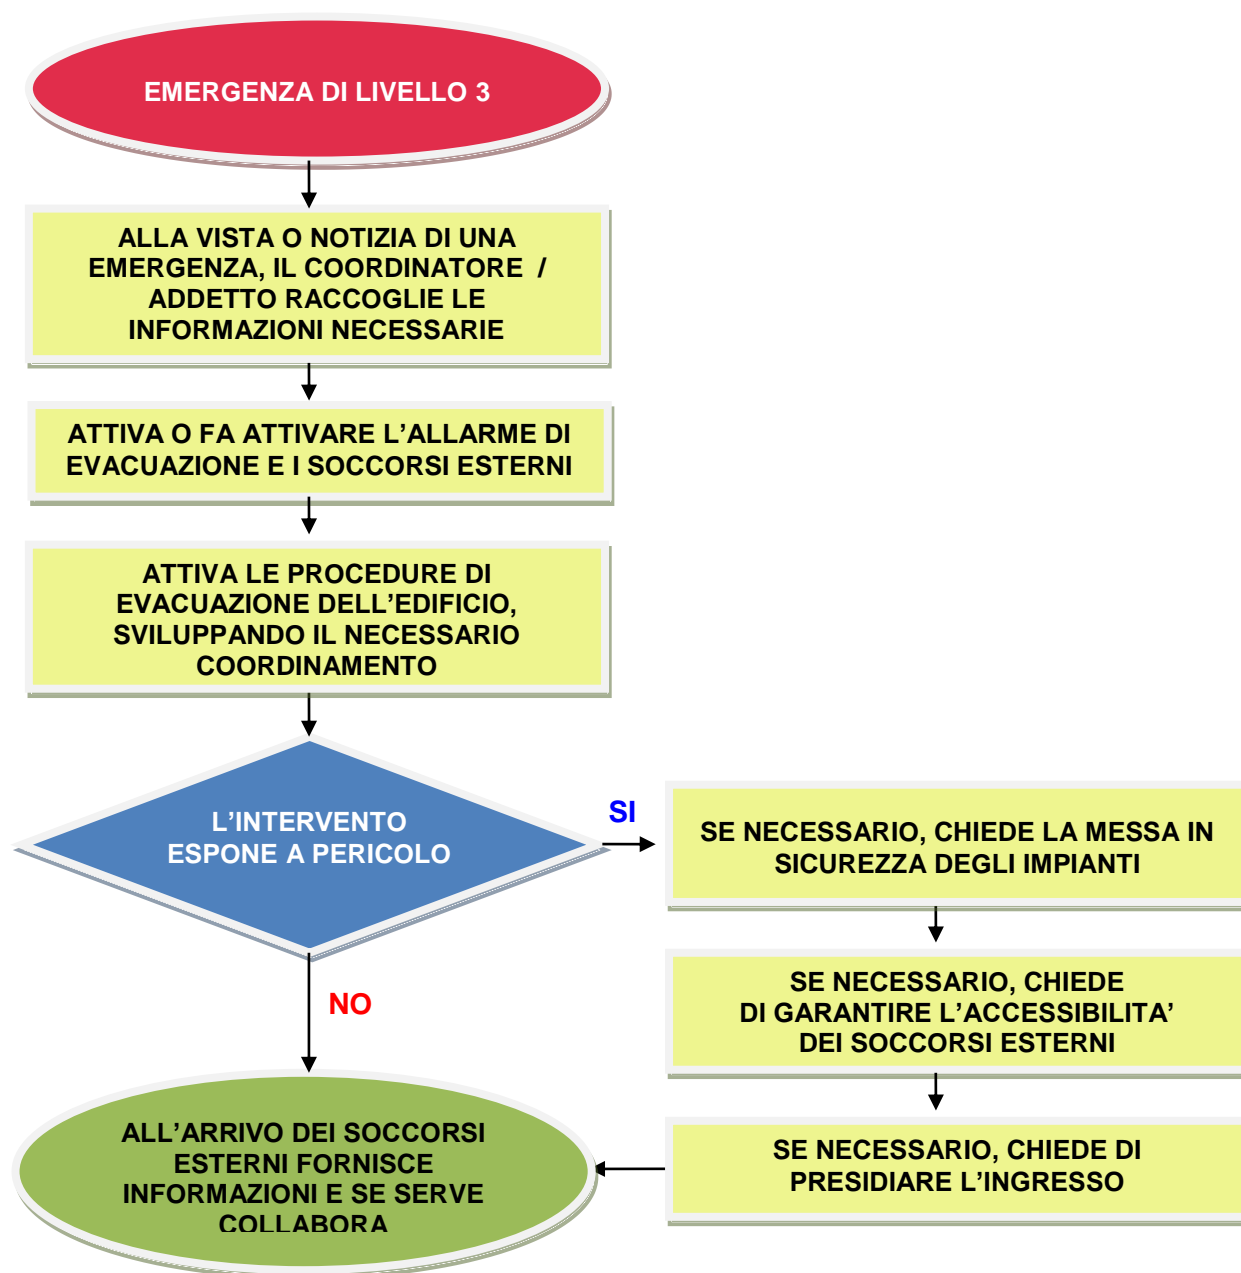 EMERGENZA DI LIVELLO 3
ALLA VISTA O NOTIZIA DI UNA
EMERGENZA, IL COORDINATORE /
ADDETTO RACCOGLIE LE
INFORMAZIONI NECESSARIE
ATTIVA O FA ATTIVARE L’ALLARME DI
EVACUAZIONE E I SOCCORSI ESTERNI
ATTIVA LE PROCEDURE DI
EVACUAZIONE DELL’EDIFICIO,
SVILUPPANDO IL NECESSARIO
COORDINAMENTO
L’INTERVENTO
ESPONE A PERICOLO
SI
SE NECESSARIO, CHIEDE LA MESSA IN
SICUREZZA DEGLI IMPIANTI
SE NECESSARIO, CHIEDE
DI GARANTIRE L’ACCESSIBILITA’
DEI SOCCORSI ESTERNI
SE NECESSARIO, CHIEDE DI
PRESIDIARE L’INGRESSO
NO
ALL’ARRIVO DEI SOCCORSI
ESTERNI FORNISCE
INFORMAZIONI E SE SERVE
COLLABORA